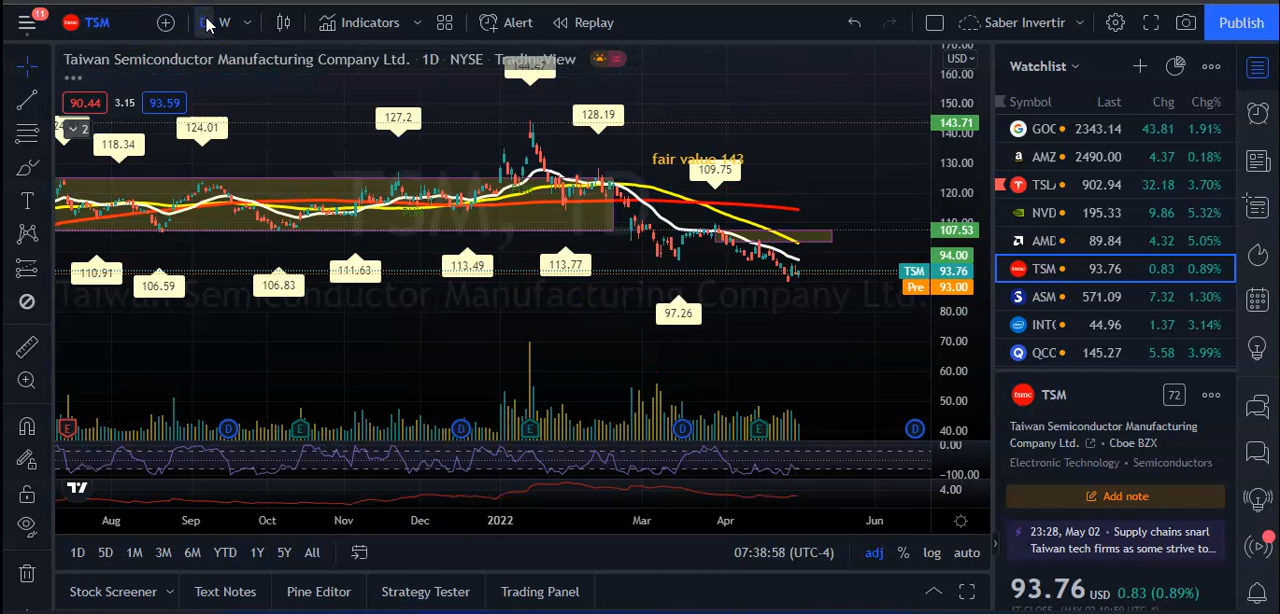 11
tsmc TSM
W
Indicators
Alert
Replay
Saber Invertir
Publish
Taiwan Semiconductor Manufacturing Company Ltd. · 1D · NYSE TradingView
90.44 3.15 93.59
2
124.01
118.34
127.2
128.19
fair value 143
109.75
110.91
106.59
106.83
111.63
113.49
113.77
97.26
TSM, 1D
Taiwan Semiconductor Manufacturing Company Ltd.
170.00
USD
160.00
150.00
143.71
140.00
130.00
120.00
110.00
107.53
94.00
TSM 93.76
Pre 93.00
80.00
70.00
60.00
50.00
40.00
0.00
−100.00
4.00
E D E D E D E D
Aug Sep Oct Nov Dec 2022 Mar Apr Jun
1D 5D 1M 3M 6M YTD 1Y 5Y All
07:38:58 (UTC-4)
adj % log auto
Stock Screener Text Notes Pine Editor Strategy Tester Trading Panel
Watchlist
Symbol Last Chg Chg%
GOC 2343.14 43.81 1.91%
AMZ 2490.00 4.37 0.18%
TSL 902.94 32.18 3.70%
NVD 195.33 9.86 5.32%
AMD 89.84 4.32 5.05%
TSM 93.76 0.83 0.89%
ASM 571.09 7.32 1.30%
INTC 44.96 1.37 3.14%
QCC 145.27 5.58 3.99%
tsmc TSM
72
Taiwan Semiconductor Manufacturing
Company Ltd. • Cboe BZX
Electronic Technology • Semiconductors
Add note
23:28, May 02 • Supply chains snarl
Taiwan tech firms as some strive to...
93.76 USD 0.83 (0.89%)